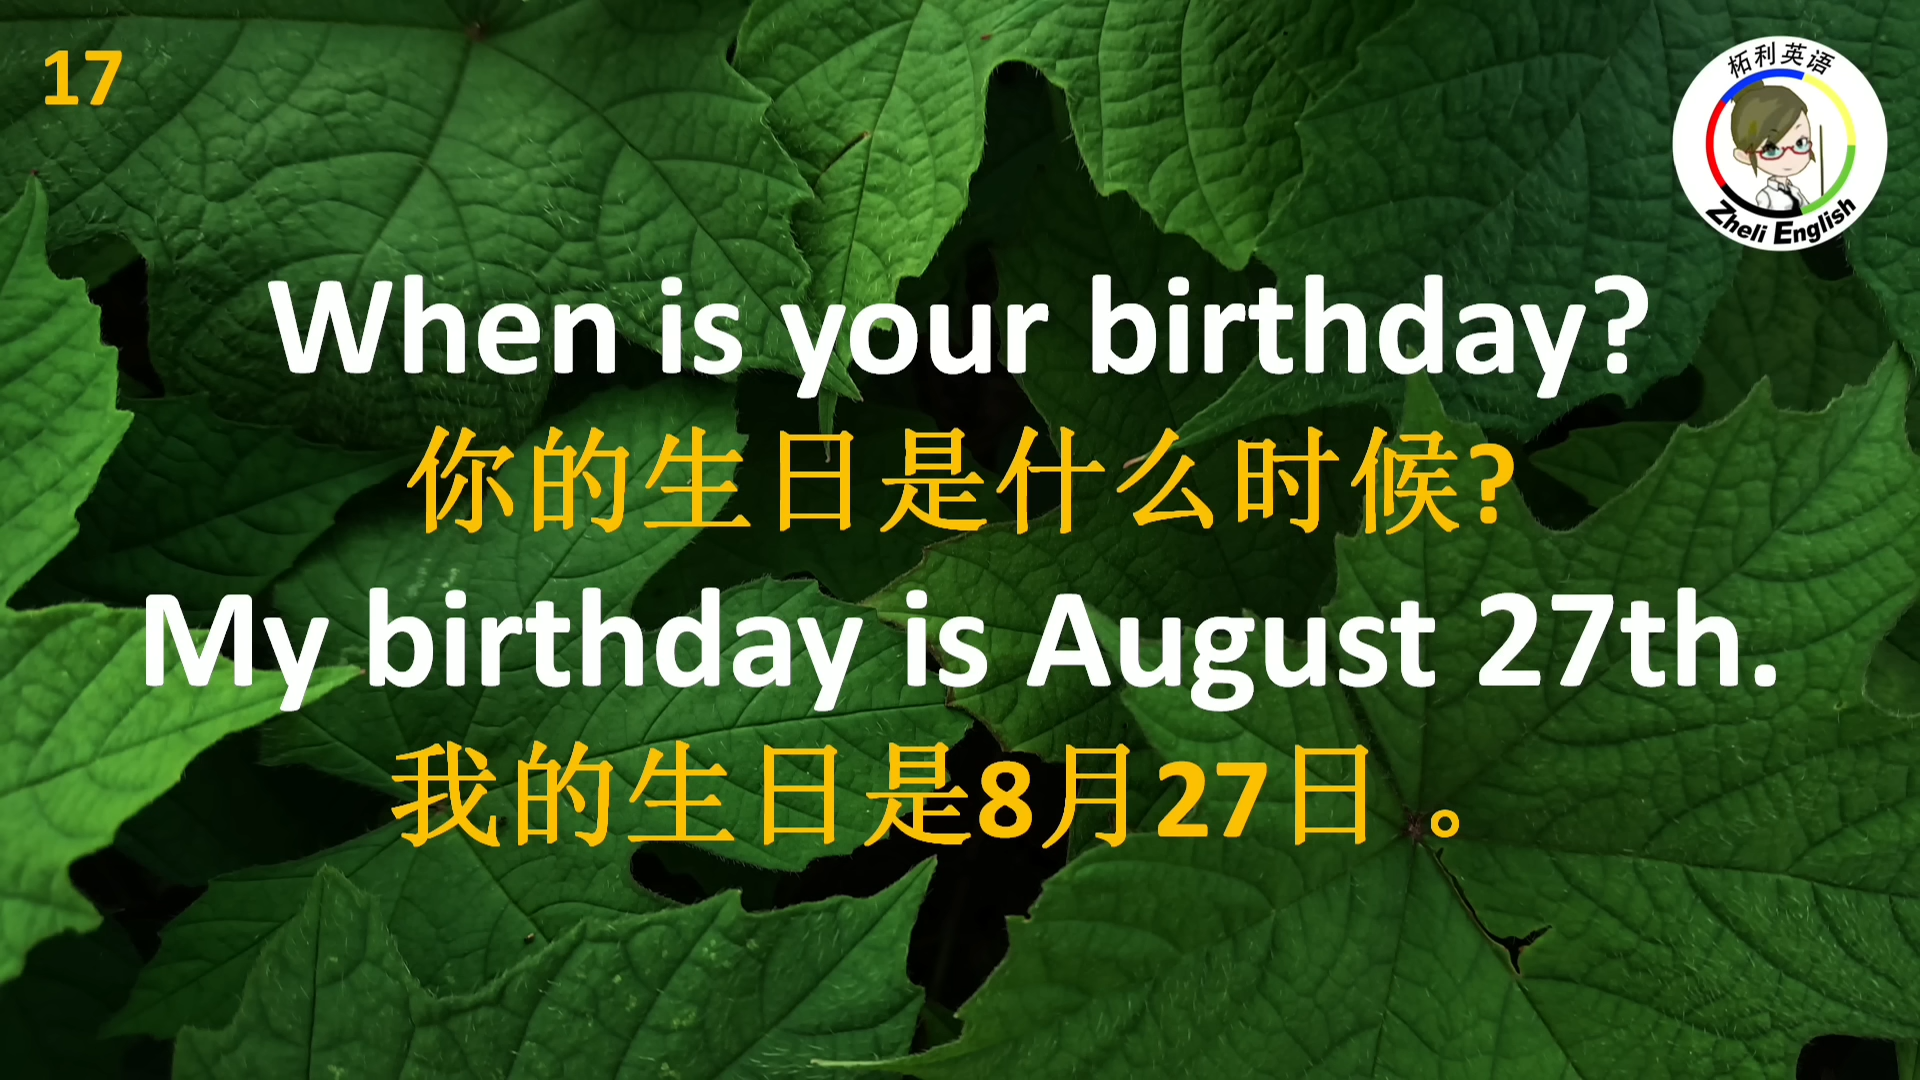 17
柘利英语
Zheli English
When is your birthday?
你的生日是什么时候?
My birthday is August 27th.
我的生日是8月27日。